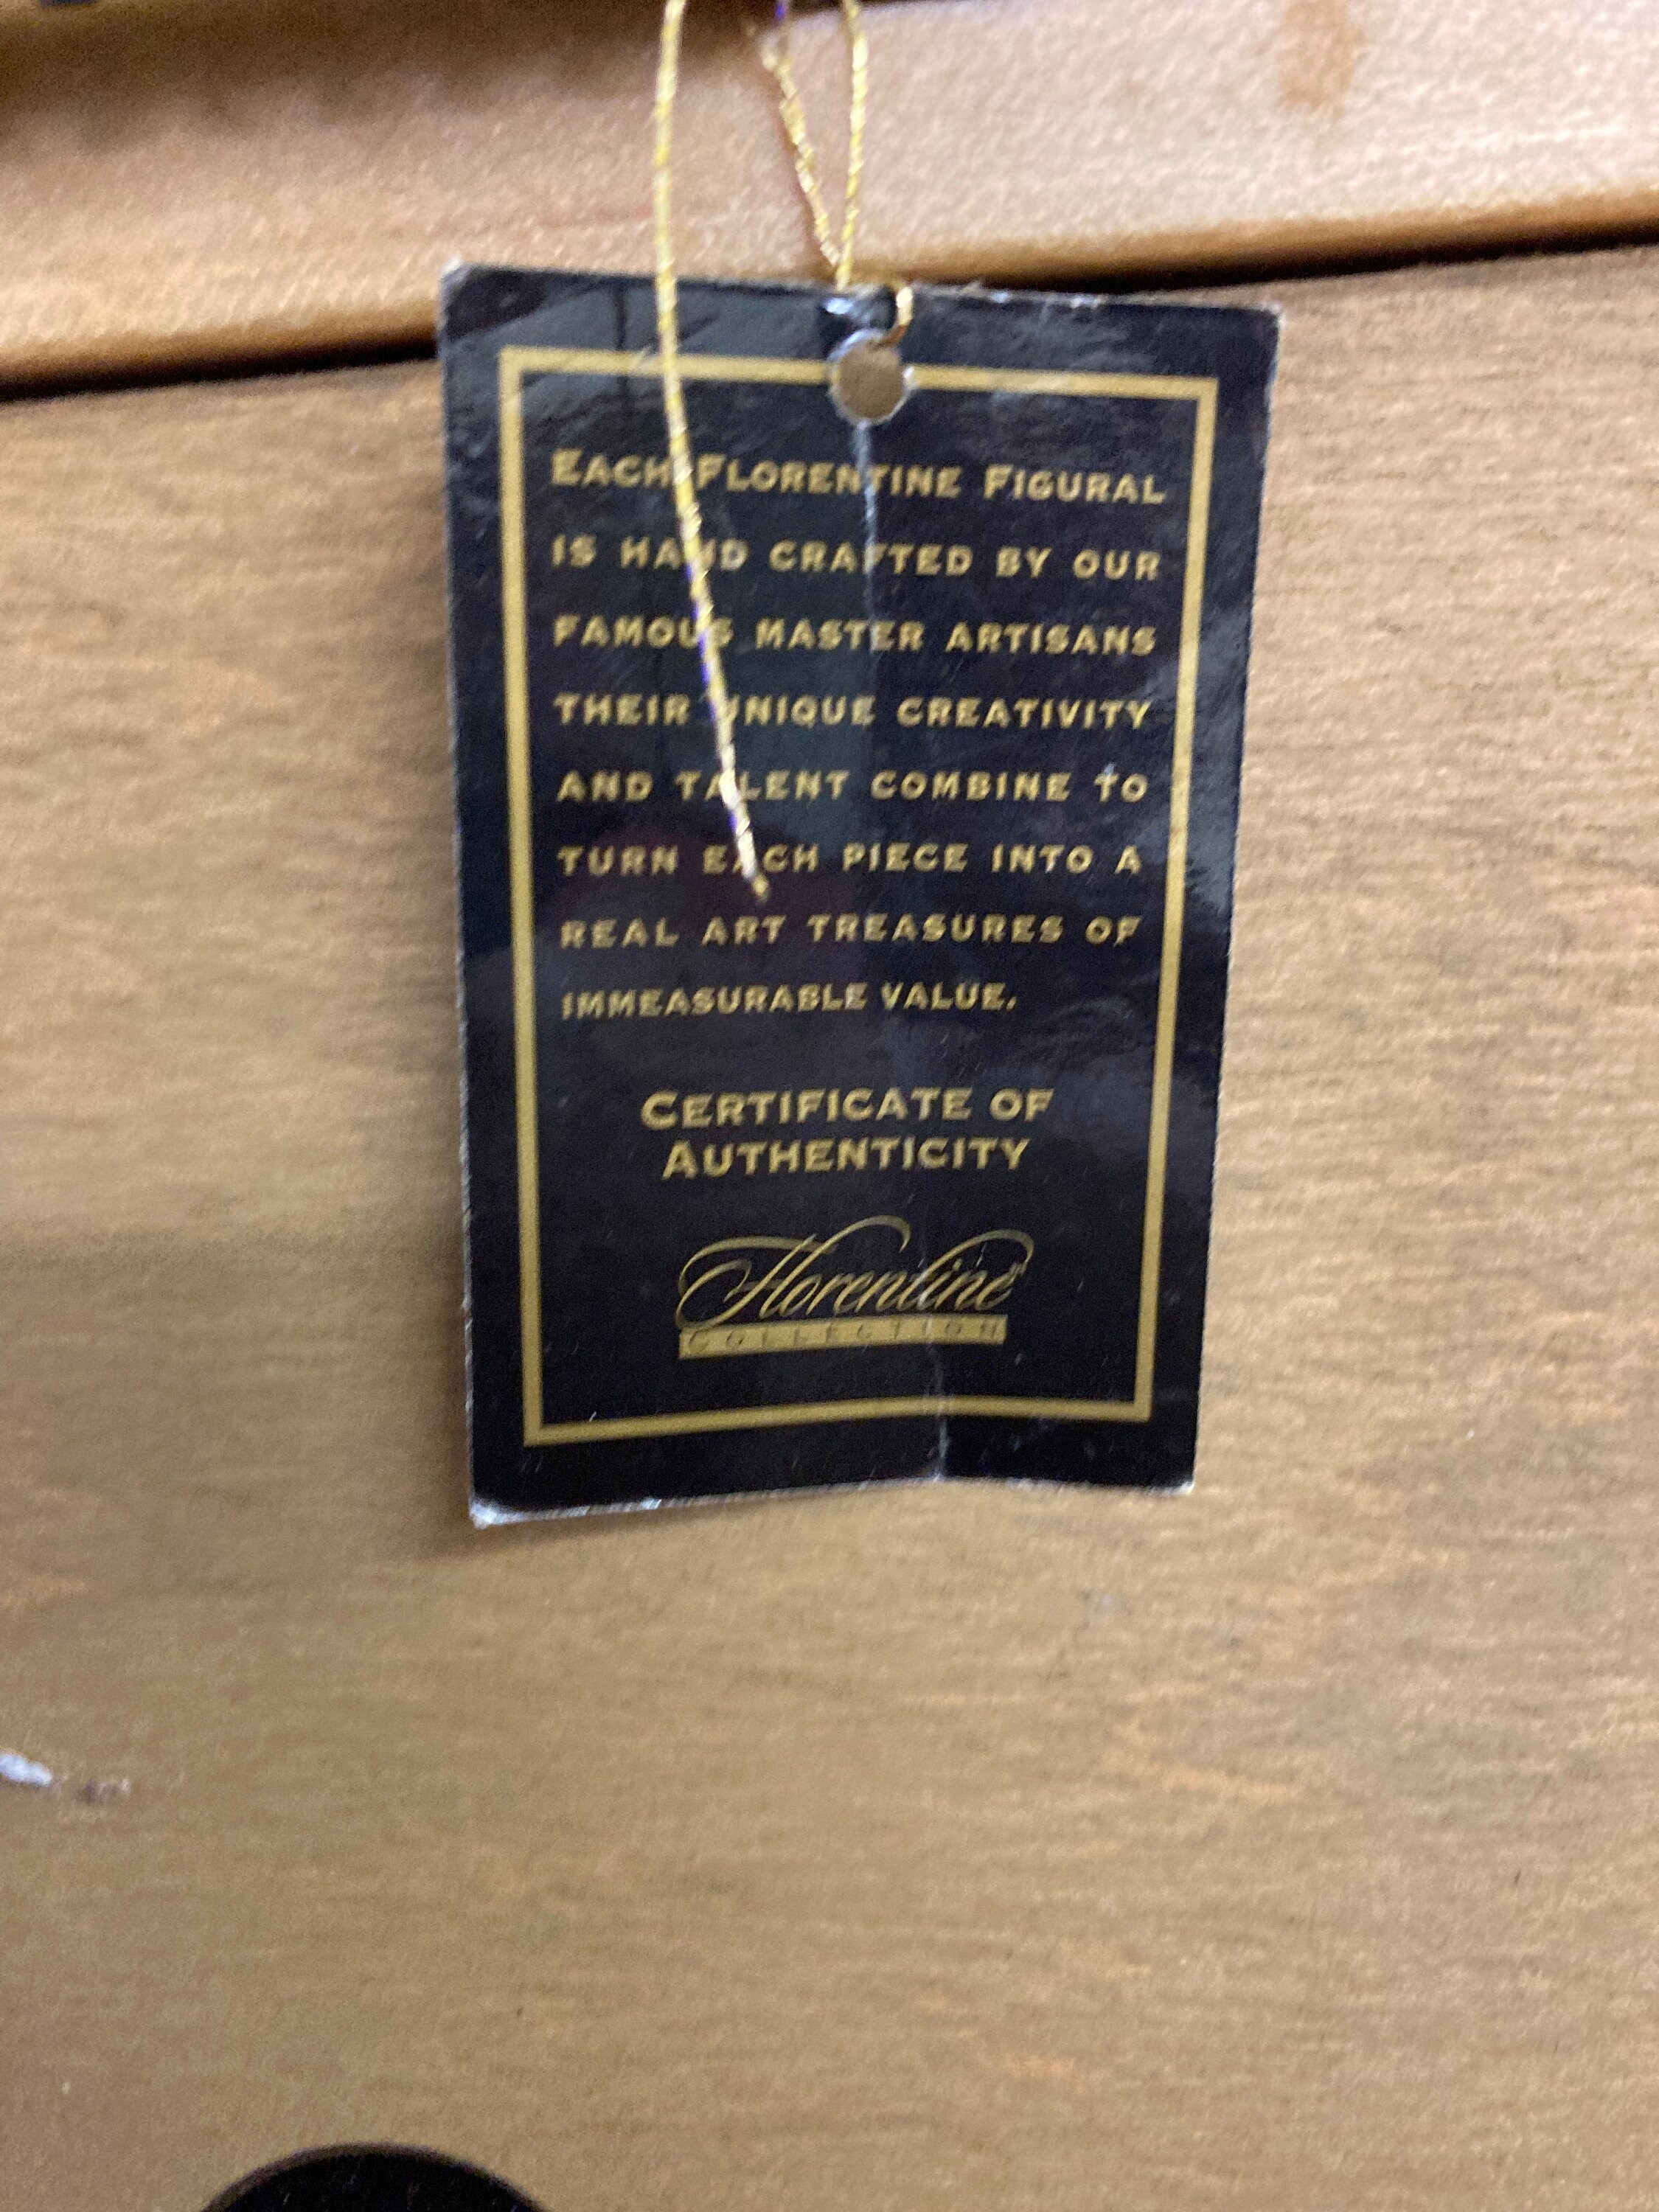 EACH FLORENTINE FIGURAL
IS HAND CRAFTED BY OUR
FAMOUS MASTER ARTISANS
THEIR UNIQUE CREATIVITY
AND TALENT COMBINE TO
TURN EACH PIECE INTO A
REAL ART TREASURES OF
IMMEASURABLE VALUE.
CERTIFICATE OF
AUTHENTICITY
Florentine
COLLECTION